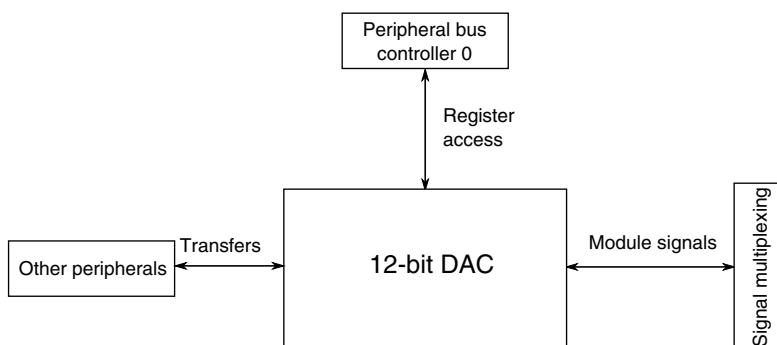 Peripheral bus
controller 0
Register
access
Transfers
Other peripherals
12-bit DAC
Module signals
Signal multiplexing